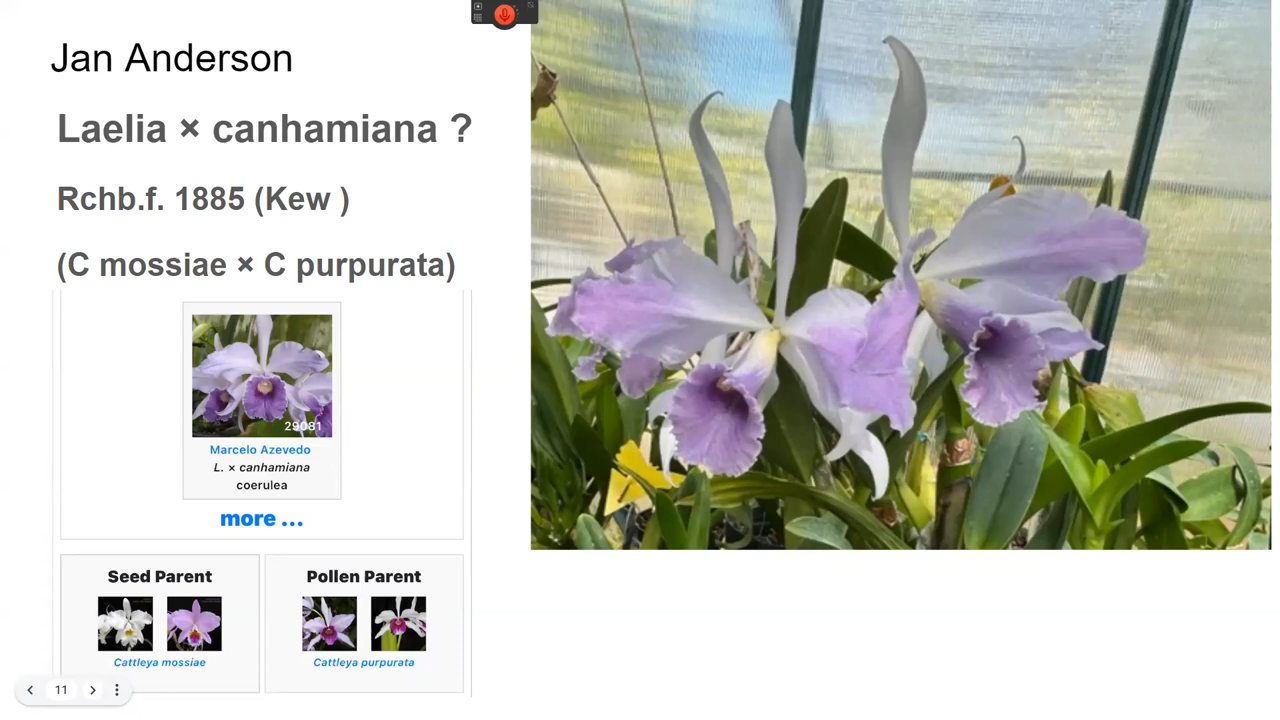 Jan Anderson
Laelia × canhamiana ?
Rchb.f. 1885 (Kew )
(C mossiae × C purpurata)
29081
Marcelo Azevedo
L. × canhamiana
coerulea
more ...
Seed Parent
Pollen Parent
Cattleya mossiae
Cattleya purpurata
11